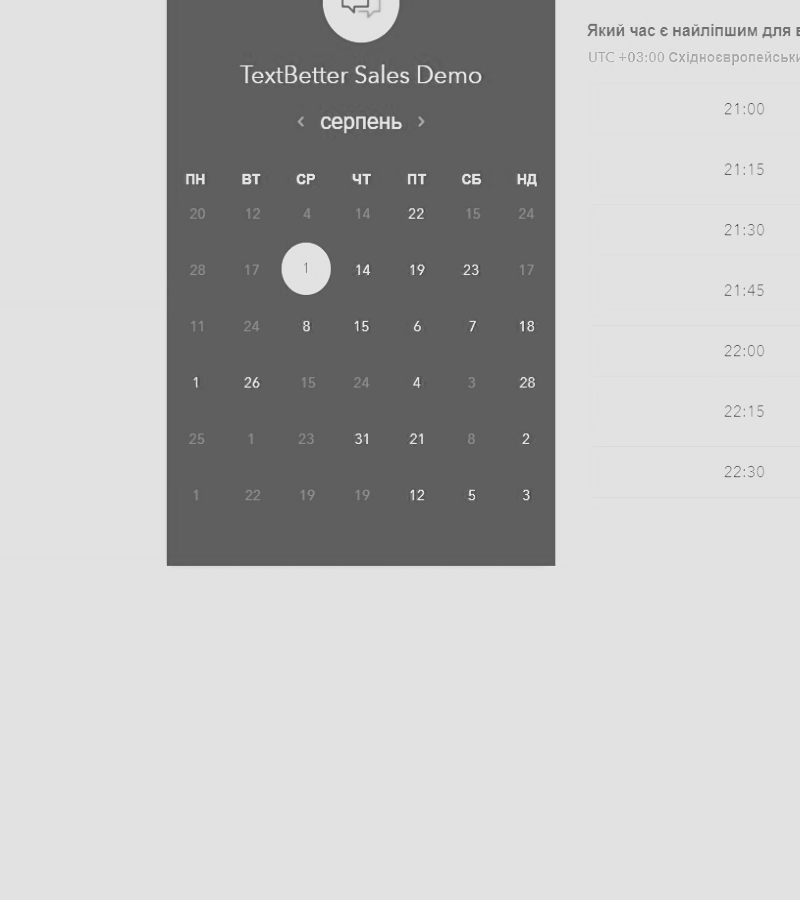 TextBetter Sales Demo
‹ серпень ›
ПН ВТ СР ЧТ ПТ СБ НД
20 12 4 14 22 15 24
28 17 1 14 19 23 17
11 24 8 15 6 7 18
1 26 15 24 4 3 28
25 1 23 31 21 8 2
1 22 19 19 12 5 3
Який час є найліпшим для
UTC +03:00 Східноєвропейськи
21:00
21:15
21:30
21:45
22:00
22:15
22:30